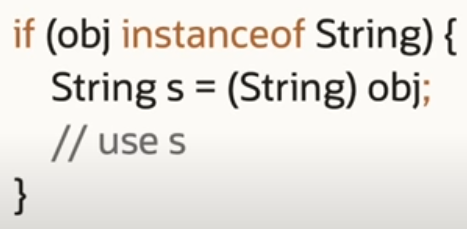 if (obj instanceof String) {
    String s = (String) obj;
    // use s
}